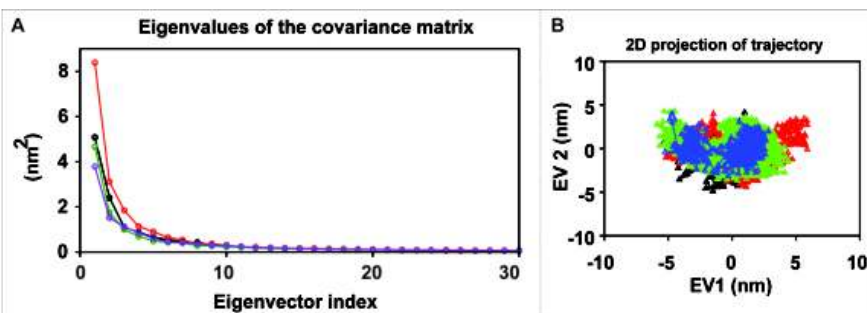 A
Eigenvalues of the covariance matrix
8
6
4
2
0
(nm2)
0
10
20
30
Eigenvector index
B
2D projection of trajectory
10
5
0
-5
-10
EV 2 (nm)
-10
-5
0
5
10
EV1 (nm)